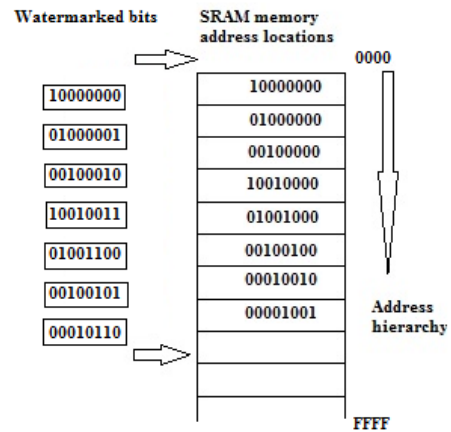 Watermarked bits
SRAM memory
address locations
0000
10000000
01000001
00100010
10010011
01001100
00100101
00010110
10000000
01000000
00100000
10010000
01001000
00100100
00010010
00001001
Address
hierarchy
FFFF